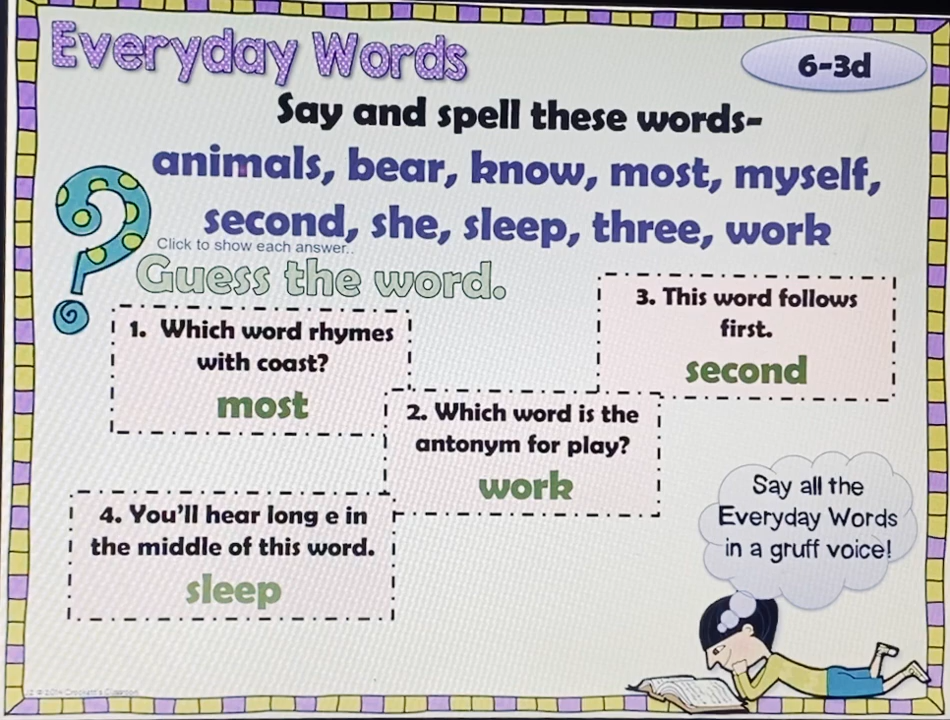 Everyday Words
6-3d
Say and spell these words-
animals, bear, know, most, myself,
second, she, sleep, three, work
Click to show each answer..
Guess the word.
1. Which word rhymes
with coast?
most
2. Which word is the
antonym for play?
work
3. This word follows
first.
second
4. You'll hear long e in
the middle of this word.
sleep
Say all the
Everyday Words
in a gruff voice!
© 2014 Crockett's Classroom